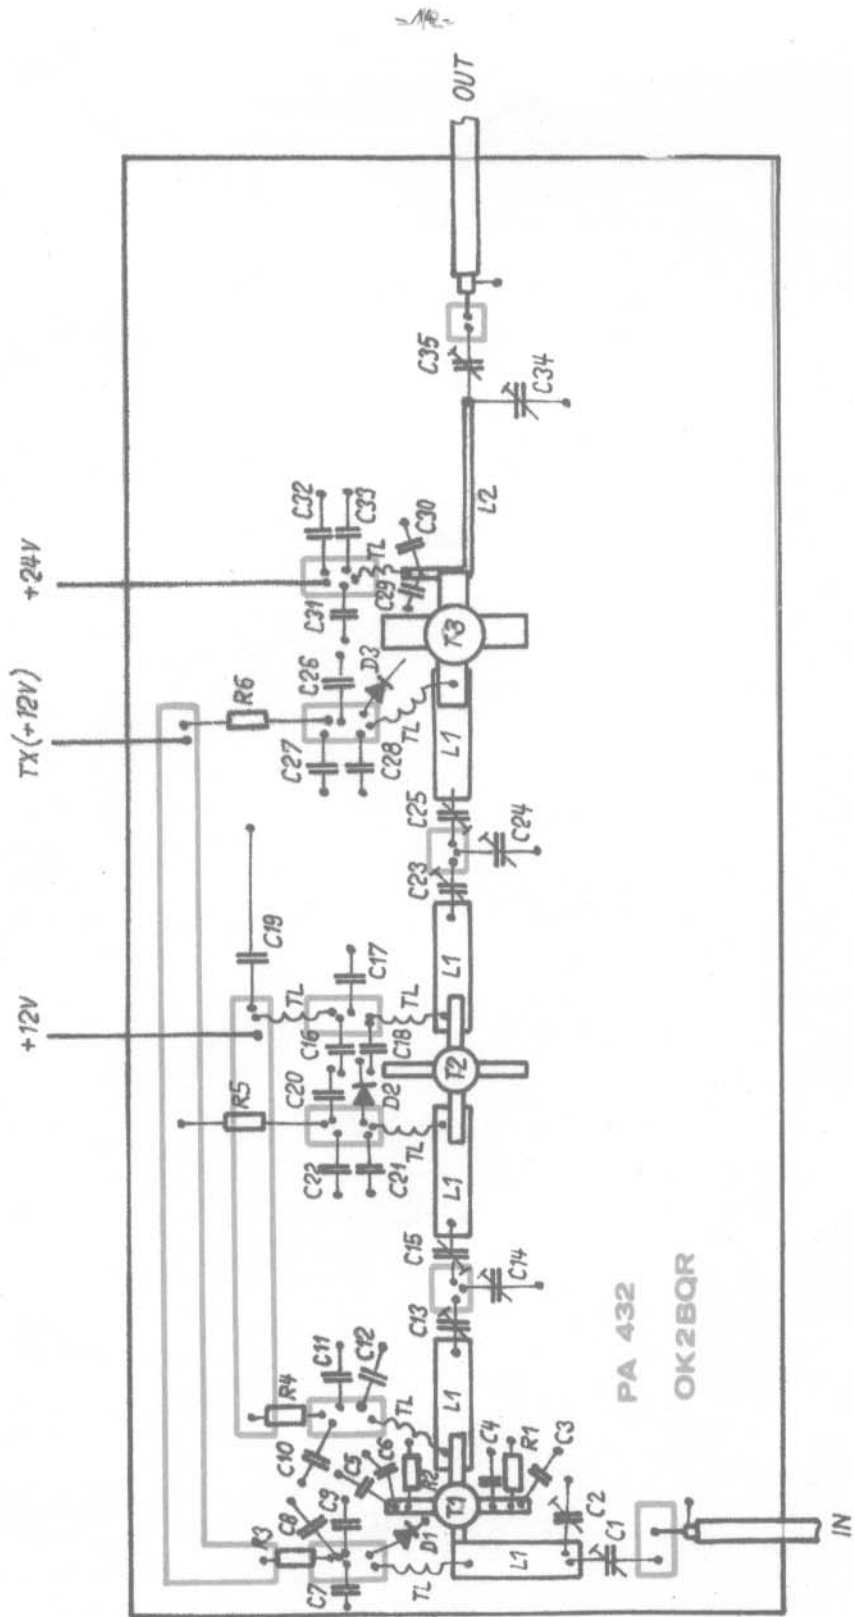 OUT
C35
C34
L2
+24V
C32
C33
C30
TL
C29
C31
T3
TX(+12V)
R6
C26
D3
C27
C28
TL
L1
C25
C24
C23
+12V
C19
C17
TL
TL
L1
C16
C18
T2
C20
D2
R5
C22
C21
TL
L1
C15
C14
C13
PA 432
OK2BQR
R4
C11
C12
TL
L1
C10
C5
C6
R2
C4
R1
C3
T1
R3
C8
C9
D1
C7
TL
L1
C2
C1
IN